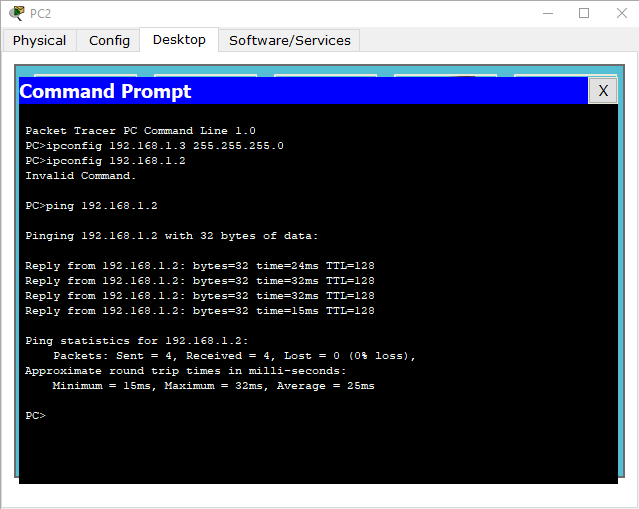 PC2
Physical Config Desktop Software/Services
Command Prompt X
Packet Tracer PC Command Line 1.0
PC>ipconfig 192.168.1.3 255.255.255.0
PC>ipconfig 192.168.1.2
Invalid Command.
PC>ping 192.168.1.2
Pinging 192.168.1.2 with 32 bytes of data:
Reply from 192.168.1.2: bytes=32 time=24ms TTL=128
Reply from 192.168.1.2: bytes=32 time=32ms TTL=128
Reply from 192.168.1.2: bytes=32 time=32ms TTL=128
Reply from 192.168.1.2: bytes=32 time=15ms TTL=128
Ping statistics for 192.168.1.2:
Packets: Sent = 4, Received = 4, Lost = 0 (0% loss),
Approximate round trip times in milli-seconds:
Minimum = 15ms, Maximum = 32ms, Average = 25ms
PC>